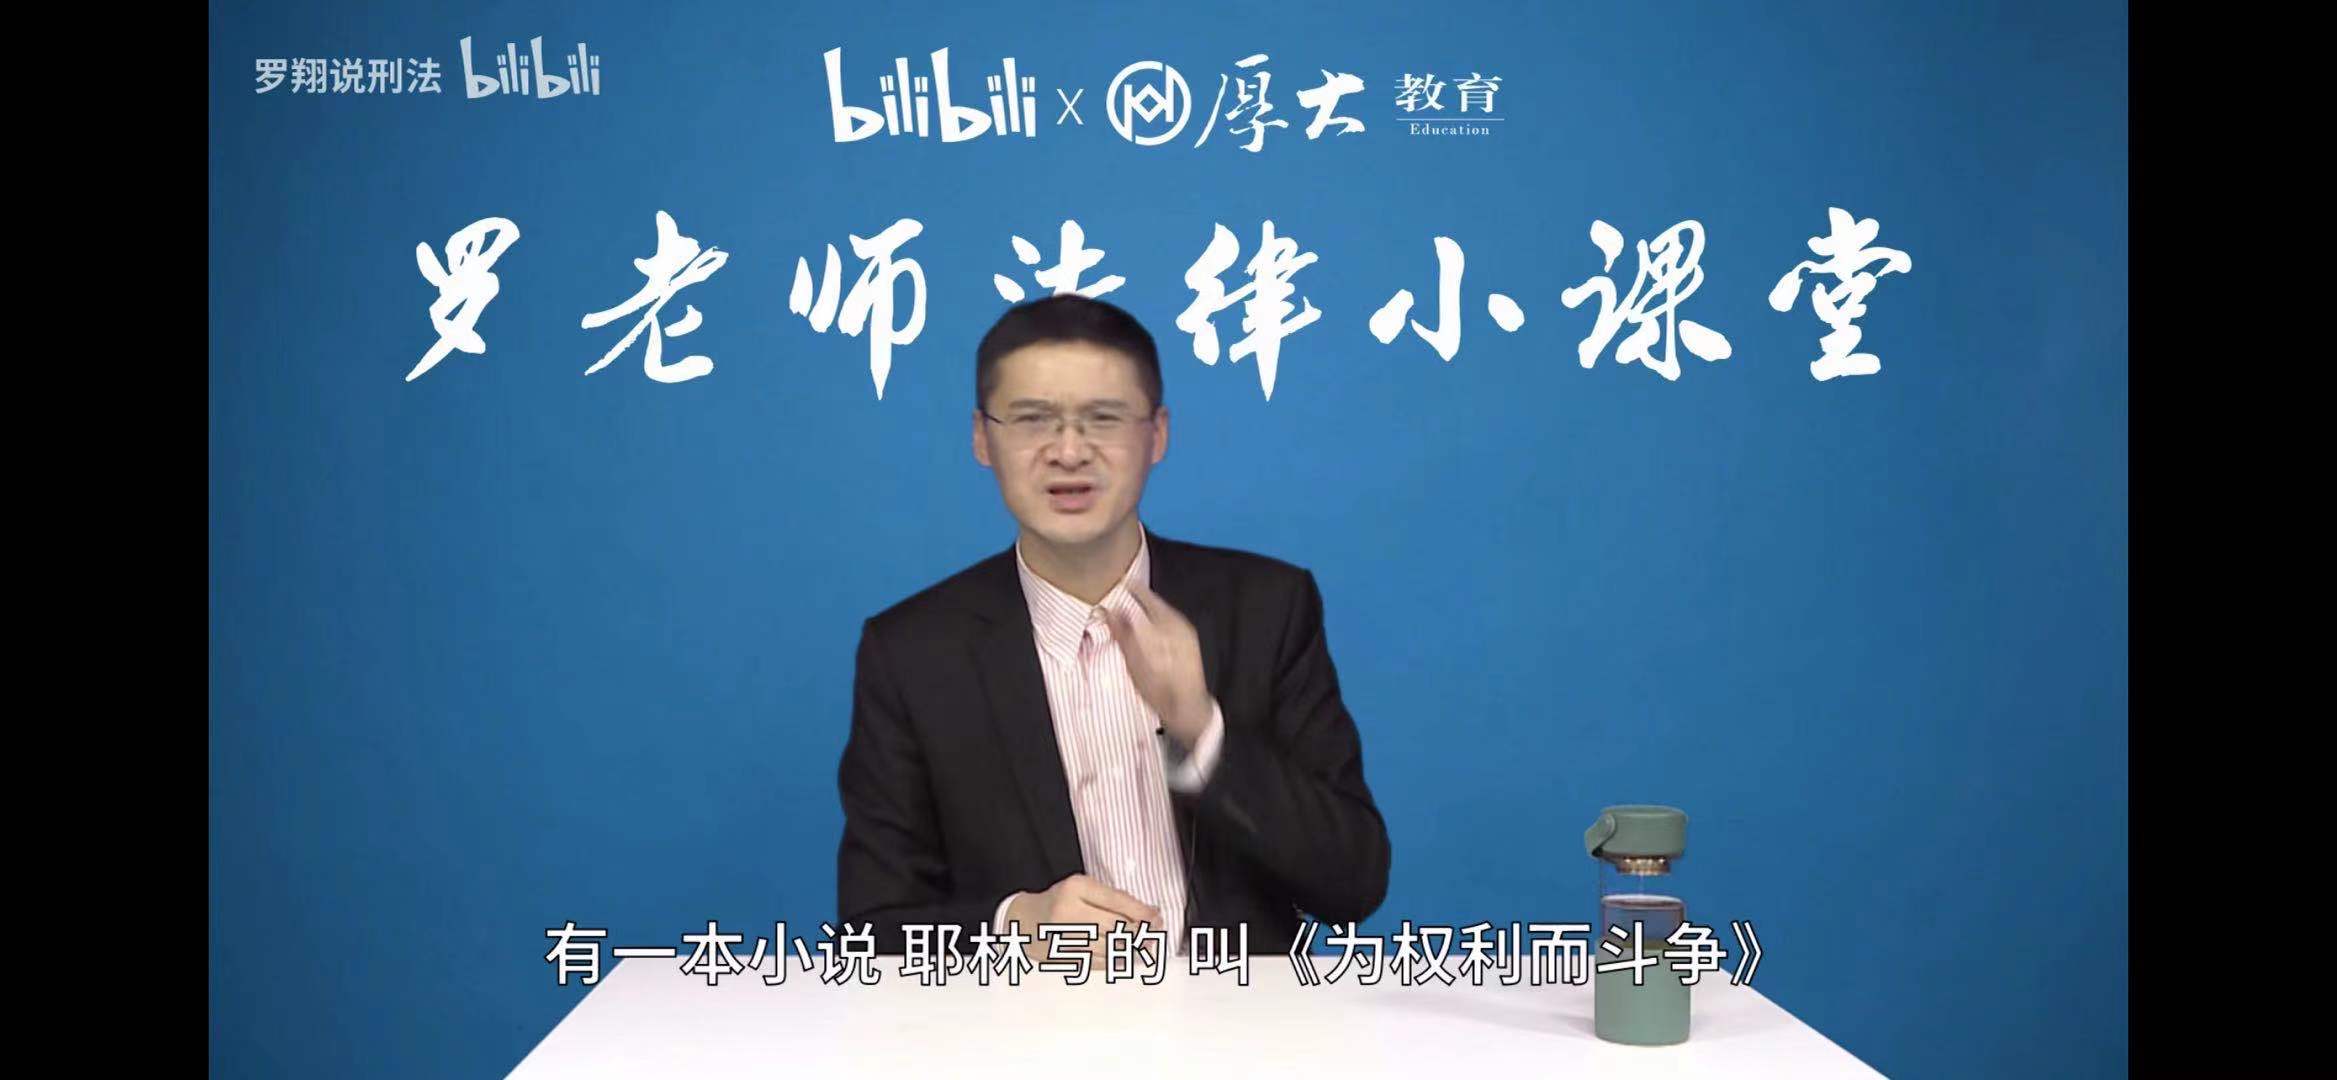 罗翔说刑法 bilibili
bilibili X 厚大 教育
Education
罗老师法律小课堂
有一本小说 耶林写的 叫《为权利而斗争》